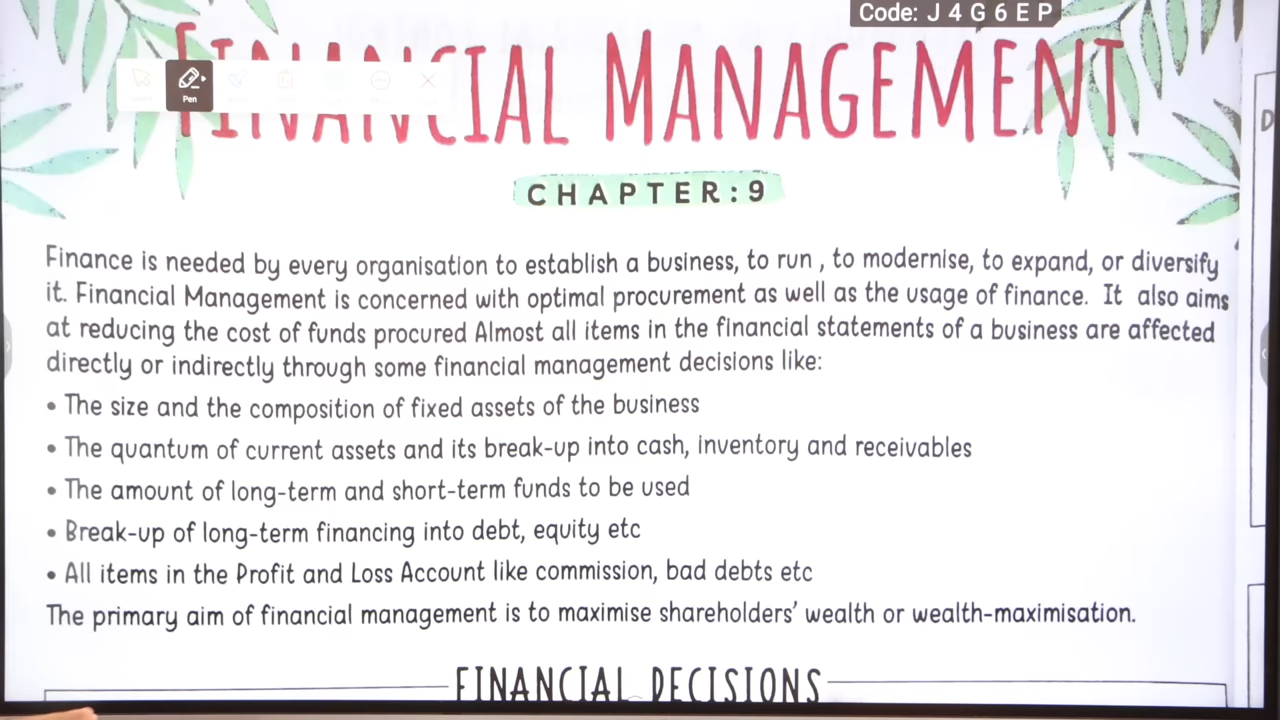 Code: J 4 G 6 E P
FINANCIAL MANAGEMENT
Pen
CHAPTER:9
Finance is needed by every organisation to establish a business, to run , to modernise, to expand, or diversify
it. Financial Management is concerned with optimal procurement as well as the usage of finance. It also aims
at reducing the cost of funds procured Almost all items in the financial statements of a business are affected
directly or indirectly through some financial management decisions like:
• The size and the composition of fixed assets of the business
• The quantum of current assets and its break-up into cash, inventory and receivables
• The amount of long-term and short-term funds to be used
• Break-up of long-term financing into debt, equity etc
• All items in the Profit and Loss Account like commission, bad debts etc
The primary aim of financial management is to maximise shareholders' wealth or wealth-maximisation.
FINANCIAL DECISIONS